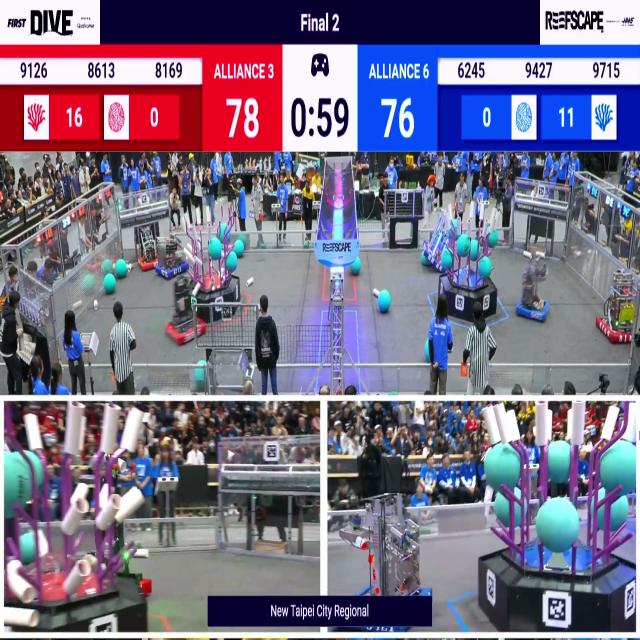 FIRST DIVE
Final 2
REEFSCAPE
9126 8613 8169
ALLIANCE 3
ALLIANCE 6
6245 9427 9715
16
0
78
0:59
76
0
11
REEFSCAPE
New Taipei City Regional